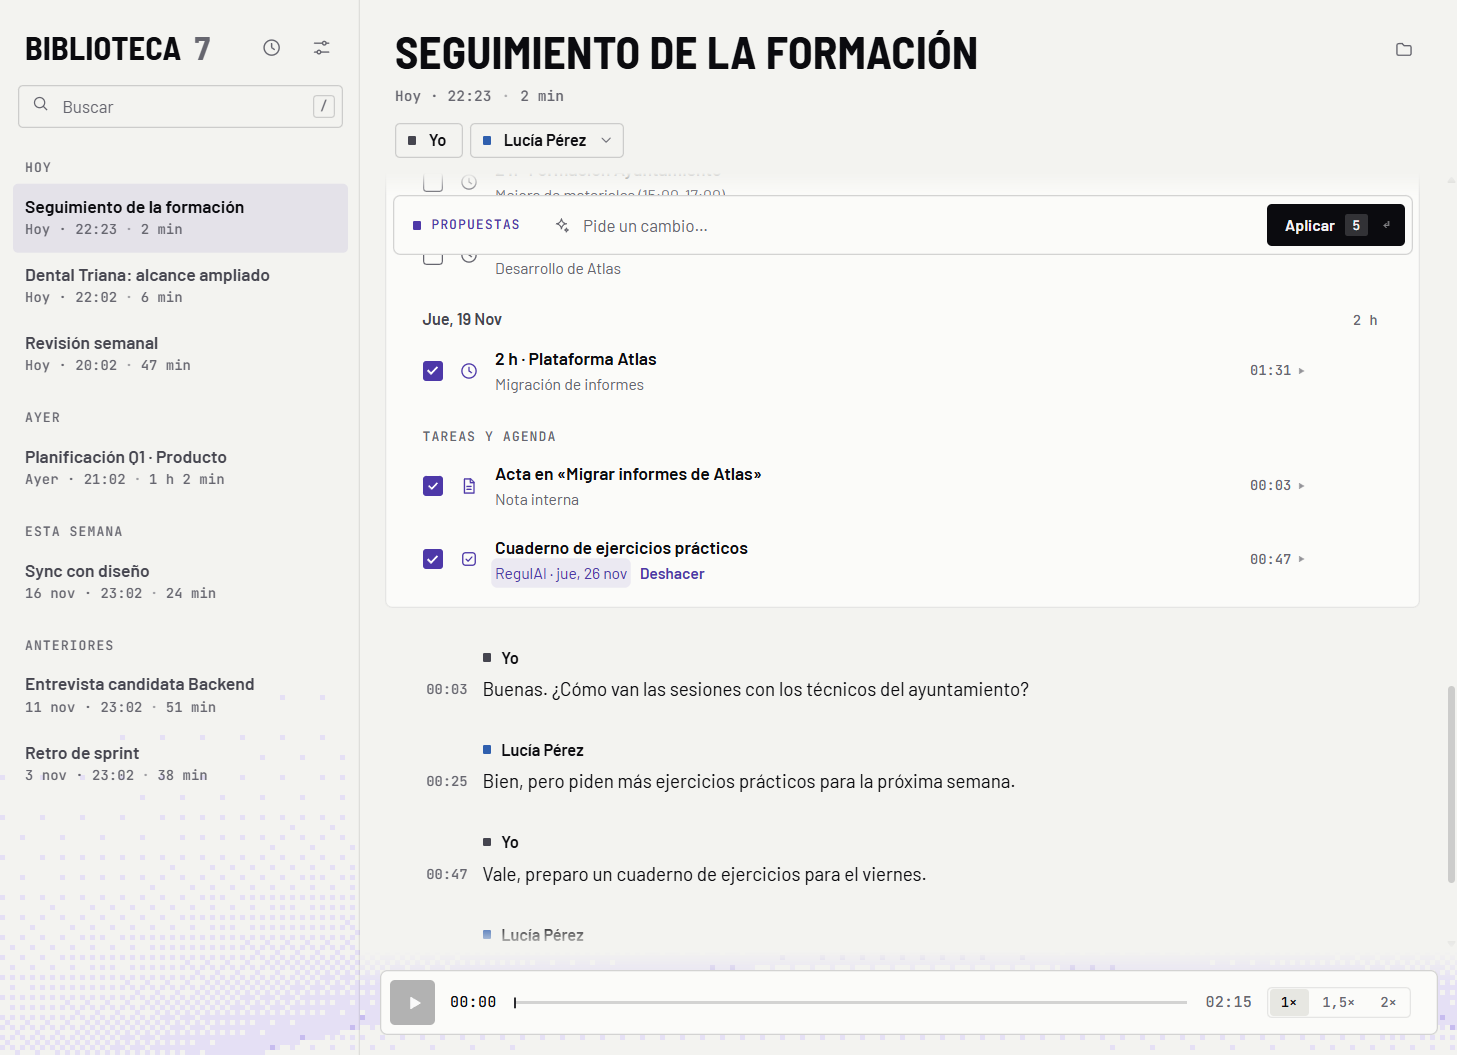 BIBLIOTECA 7
Buscar /
HOY
Seguimiento de la formación
Hoy · 22:23 · 2 min
Dental Triana: alcance ampliado
Hoy · 22:02 · 6 min
Revisión semanal
Hoy · 20:02 · 47 min
AYER
Planificación Q1 · Producto
Ayer · 21:02 · 1 h 2 min
ESTA SEMANA
Sync con diseño
16 nov · 23:02 · 24 min
ANTERIORES
Entrevista candidata Backend
11 nov · 23:02 · 51 min
Retro de sprint
3 nov · 23:02 · 38 min
SEGUIMIENTO DE LA FORMACIÓN
Hoy · 22:23 · 2 min
Yo
Lucía Pérez
Mejora de materiales (15:00-17:00)
PROPUESTAS Pide un cambio... Aplicar 5
Desarrollo de Atlas
Jue, 19 Nov 2 h
2 h · Plataforma Atlas
Migración de informes
01:31
TAREAS Y AGENDA
Acta en «Migrar informes de Atlas»
Nota interna
00:03
Cuaderno de ejercicios prácticos
RegulAI · jue, 26 nov Deshacer
00:47
Yo
00:03 Buenas. ¿Cómo van las sesiones con los técnicos del ayuntamiento?
Lucía Pérez
00:25 Bien, pero piden más ejercicios prácticos para la próxima semana.
Yo
00:47 Vale, preparo un cuaderno de ejercicios para el viernes.
Lucía Pérez
00:00 02:15 1× 1,5× 2×